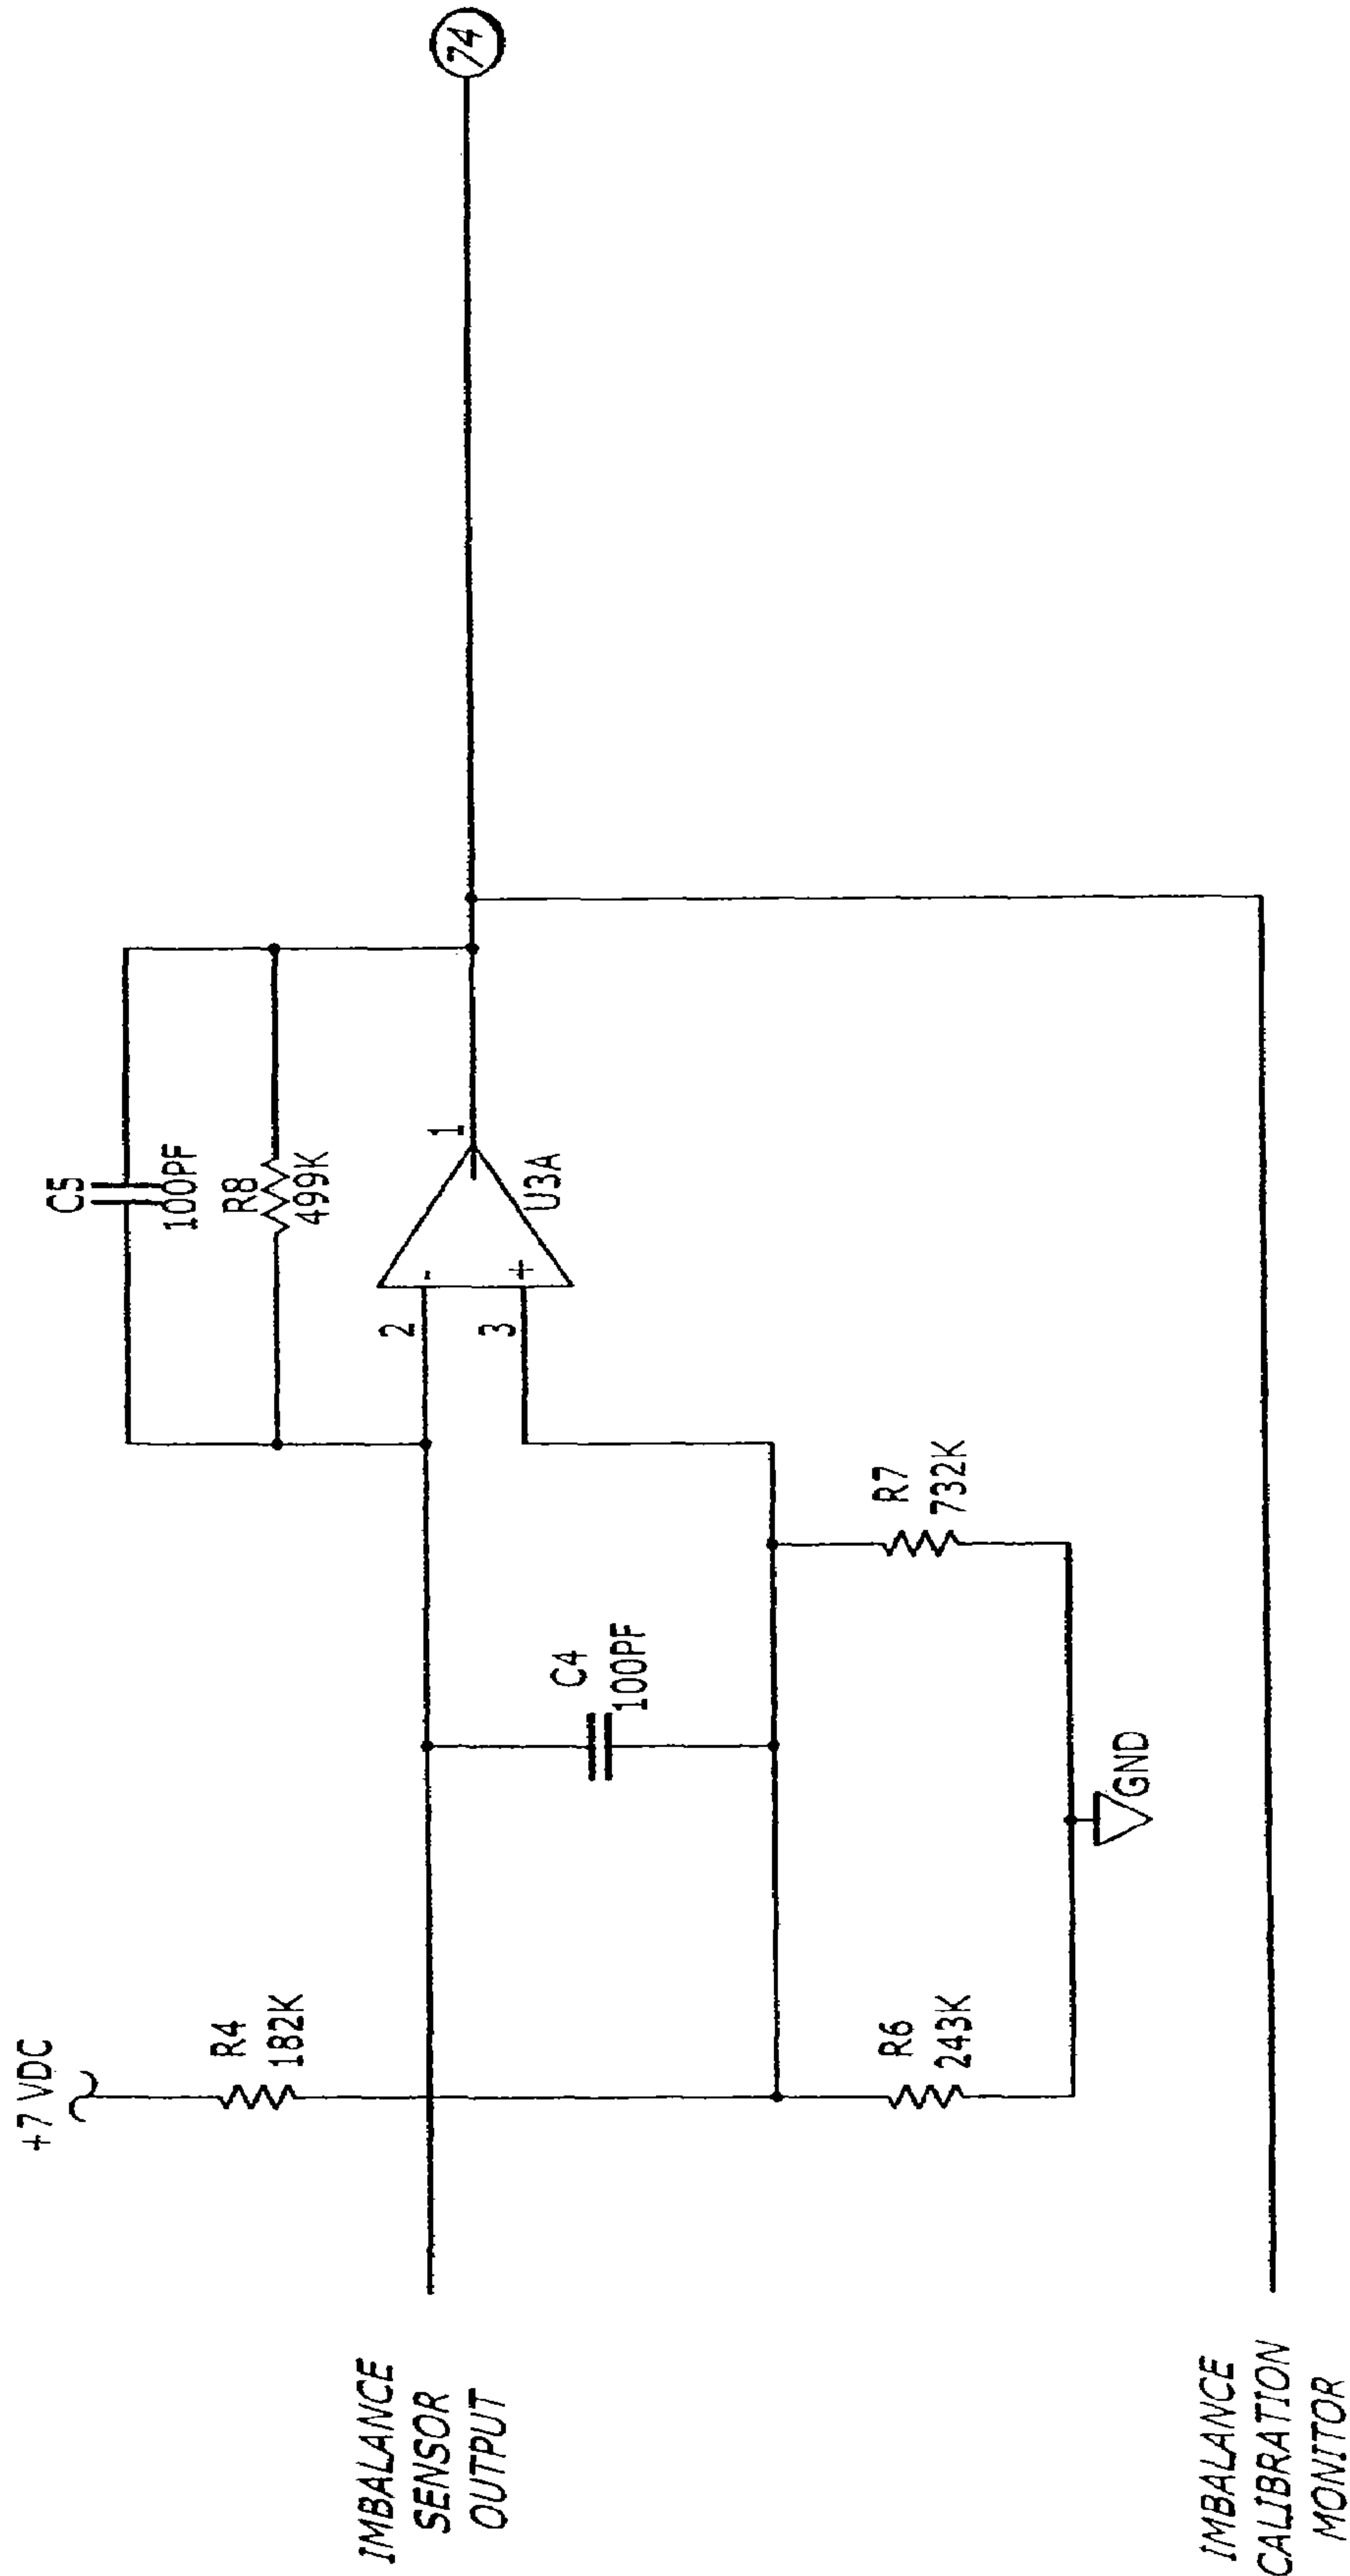 +7 VDC
R4
182K
IMBALANCE
SENSOR
OUTPUT
C5
100PF
R8
499K
2
3
-
+
1
U3A
74
C4
100PF
R6
243K
R7
732K
GND
IMBALANCE
CALIBRATION
MONITOR